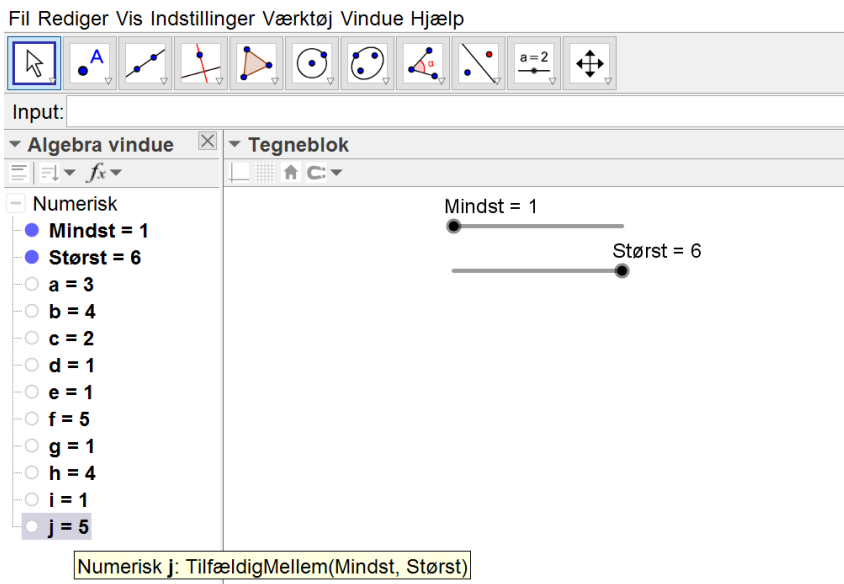 Fil Rediger Vis Indstillinger Værktøj Vindue Hjælp
A
α
a=2
Input:
Algebra vindue
Tegneblok
fx
Numerisk
Mindst = 1
Størst = 6
a = 3
b = 4
c = 2
d = 1
e = 1
f = 5
g = 1
h = 4
i = 1
j = 5
Numerisk j: TilfældigMellem(Mindst, Størst)
Mindst = 1
Størst = 6